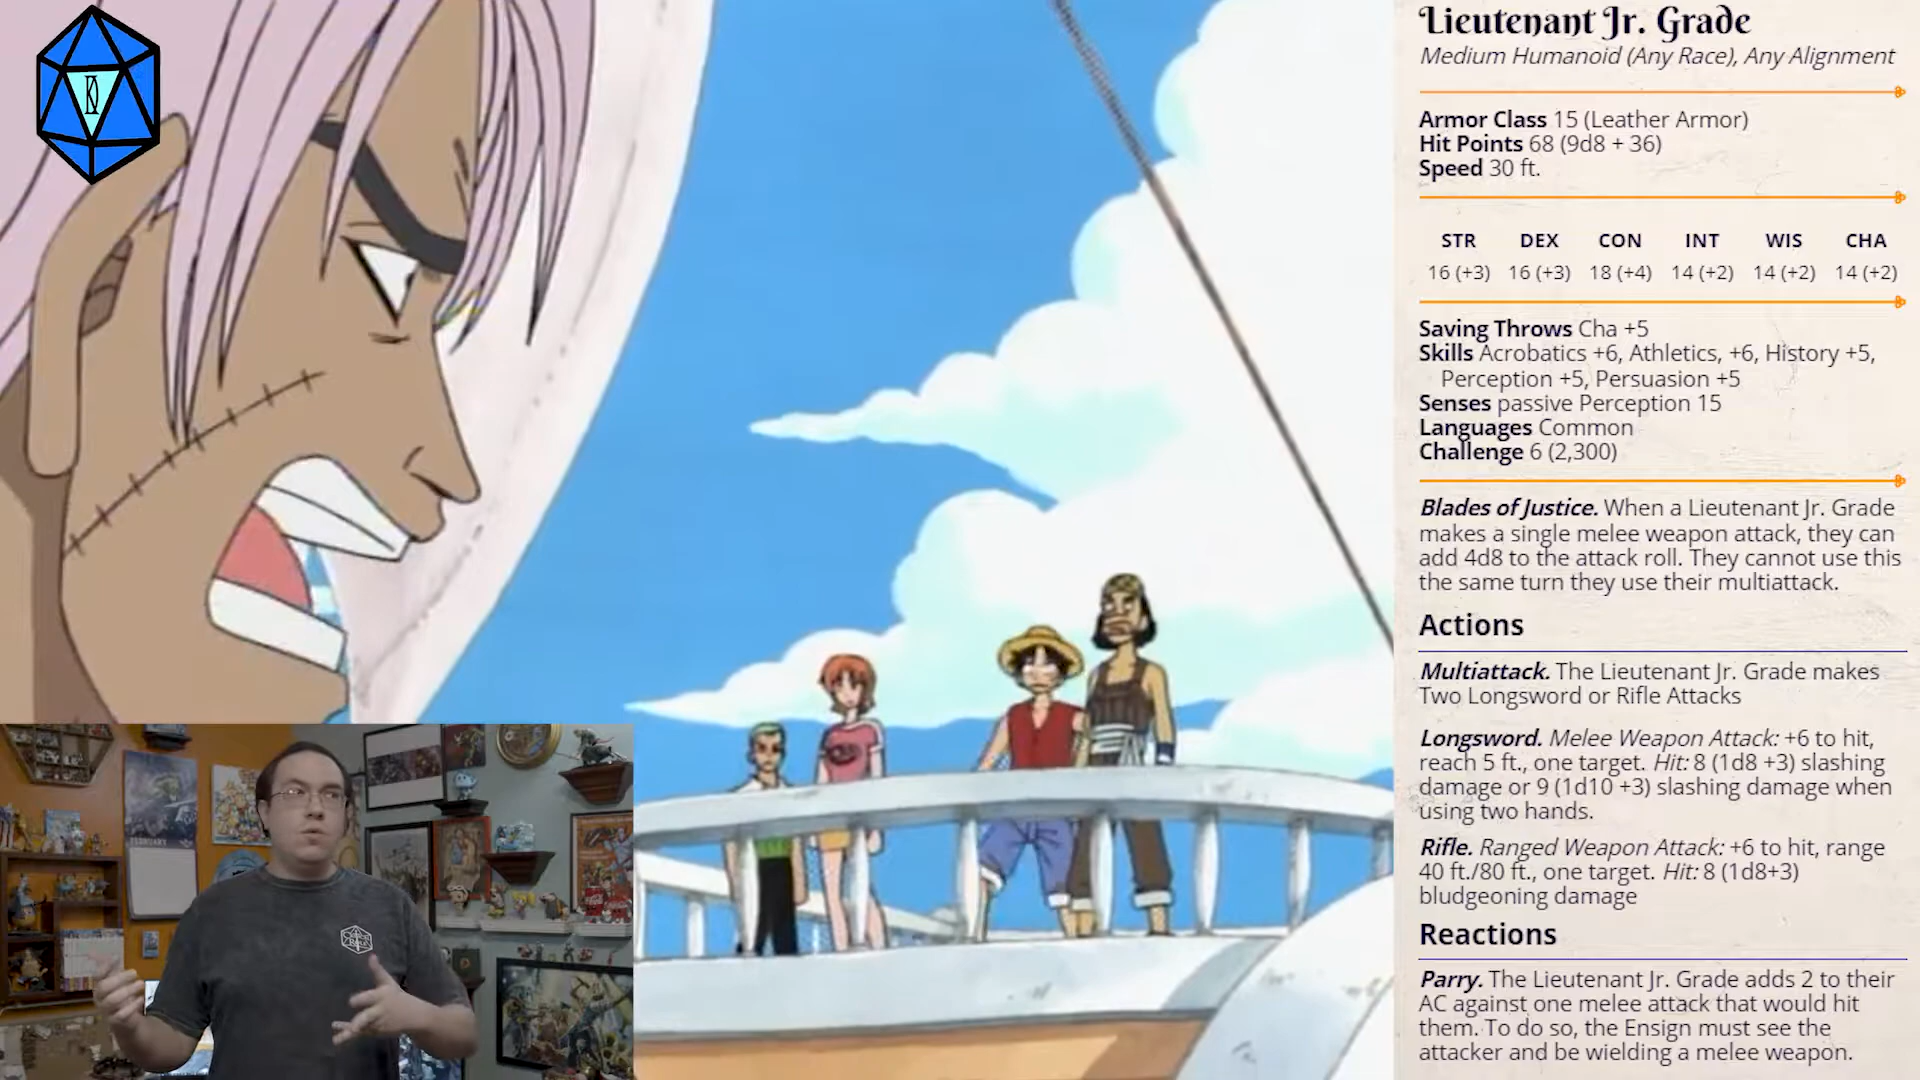 Lieutenant Jr. Grade
Medium Humanoid (Any Race), Any Alignment
Armor Class 15 (Leather Armor)
Hit Points 68 (9d8 + 36)
Speed 30 ft.
STR DEX CON INT WIS CHA
16 (+3) 16 (+3) 18 (+4) 14 (+2) 14 (+2) 14 (+2)
Saving Throws Cha +5
Skills Acrobatics +6, Athletics, +6, History +5,
Perception +5, Persuasion +5
Senses passive Perception 15
Languages Common
Challenge 6 (2,300)
Blades of Justice. When a Lieutenant Jr. Grade
makes a single melee weapon attack, they can
add 4d8 to the attack roll. They cannot use this
the same turn they use their multiattack.
Actions
Multiattack. The Lieutenant Jr. Grade makes
Two Longsword or Rifle Attacks
Longsword. Melee Weapon Attack: +6 to hit,
reach 5 ft., one target. Hit: 8 (1d8 +3) slashing
damage or 9 (1d10 +3) slashing damage when
using two hands.
Rifle. Ranged Weapon Attack: +6 to hit, range
40 ft./80 ft., one target. Hit: 8 (1d8+3)
bludgeoning damage
Reactions
Parry. The Lieutenant Jr. Grade adds 2 to their
AC against one melee attack that would hit
them. To do so, the Ensign must see the
attacker and be wielding a melee weapon.
FEBRUARY